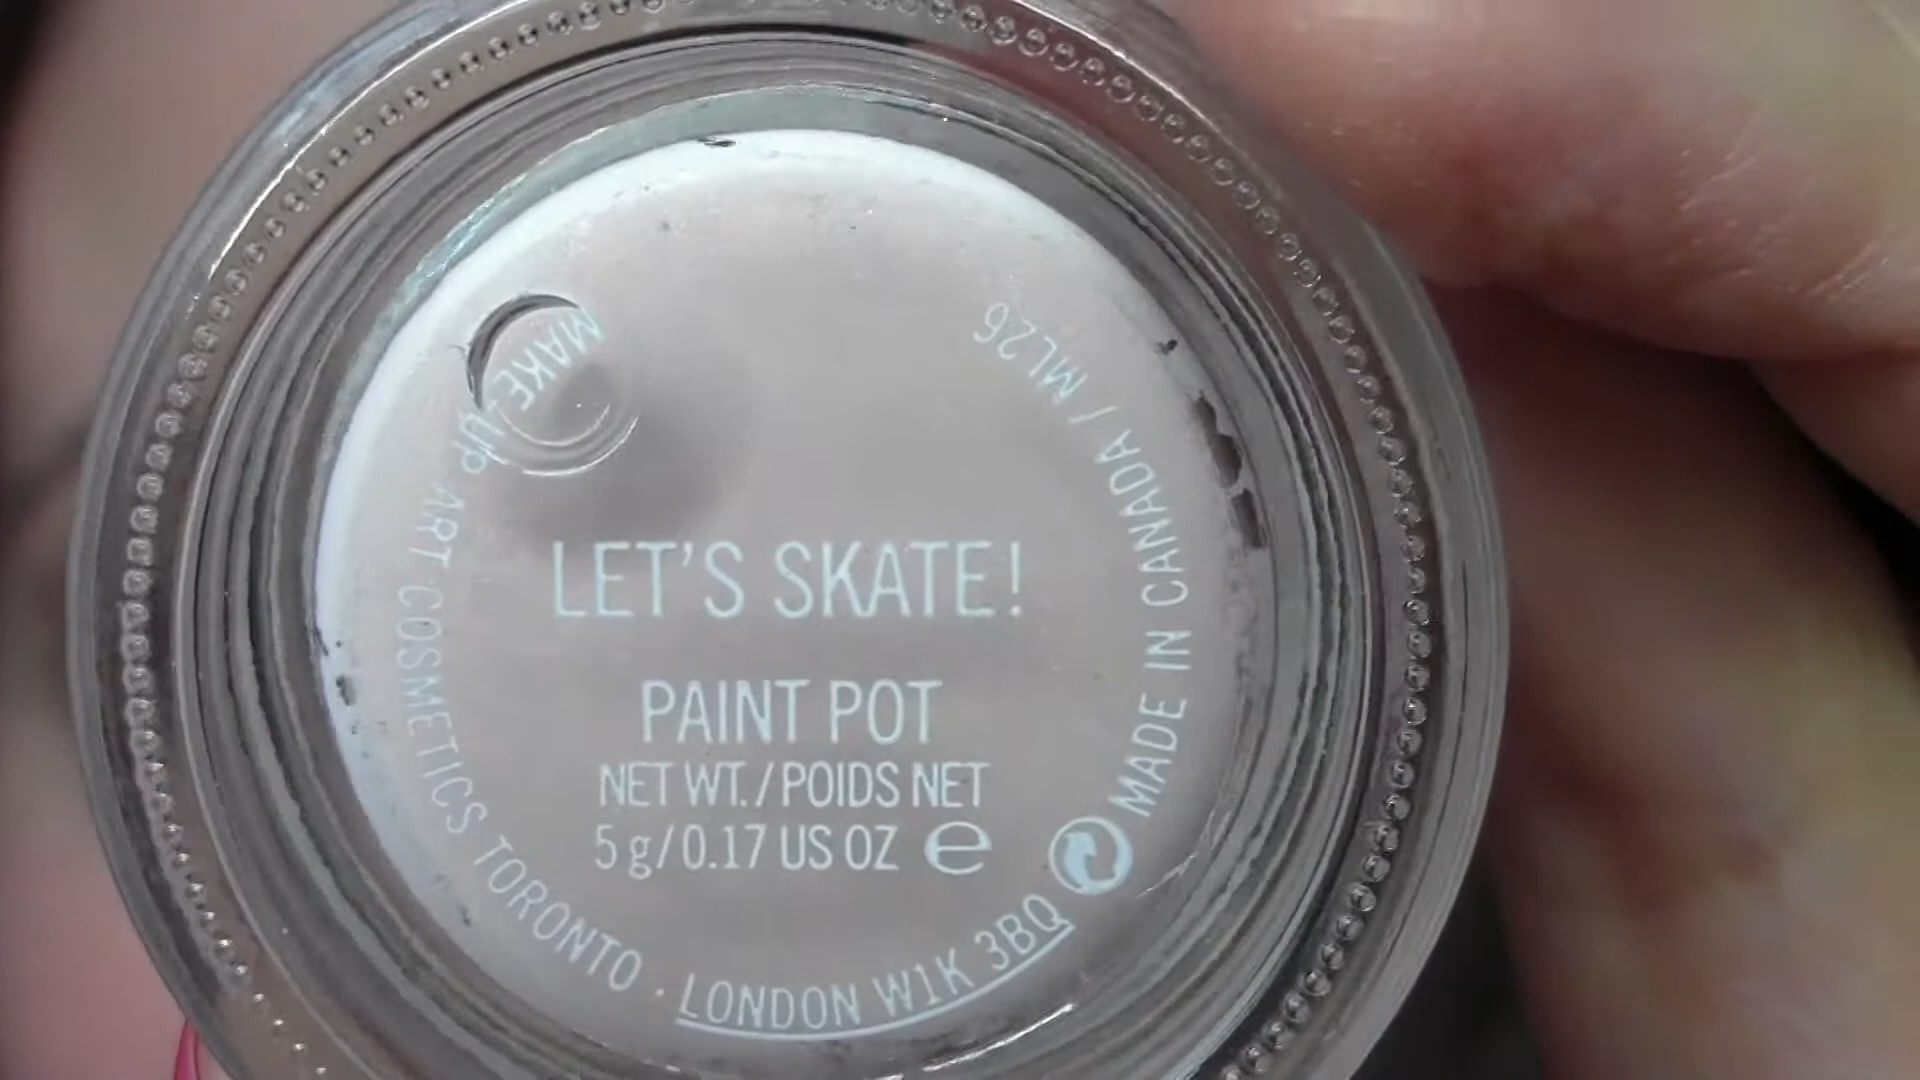 LET'S SKATE!
PAINT POT
NET WT./POIDS NET
5 g/0.17 US OZ e
MAKE-UP ART COSMETICS TORONTO · LONDON W1K 3BQ
MADE IN CANADA / ML26